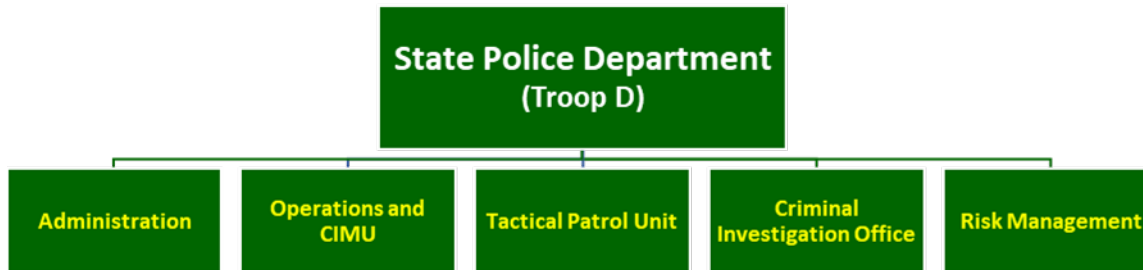 State Police Department
(Troop D)
Administration
Operations and
CIMU
Tactical Patrol Unit
Criminal
Investigation Office
Risk Management